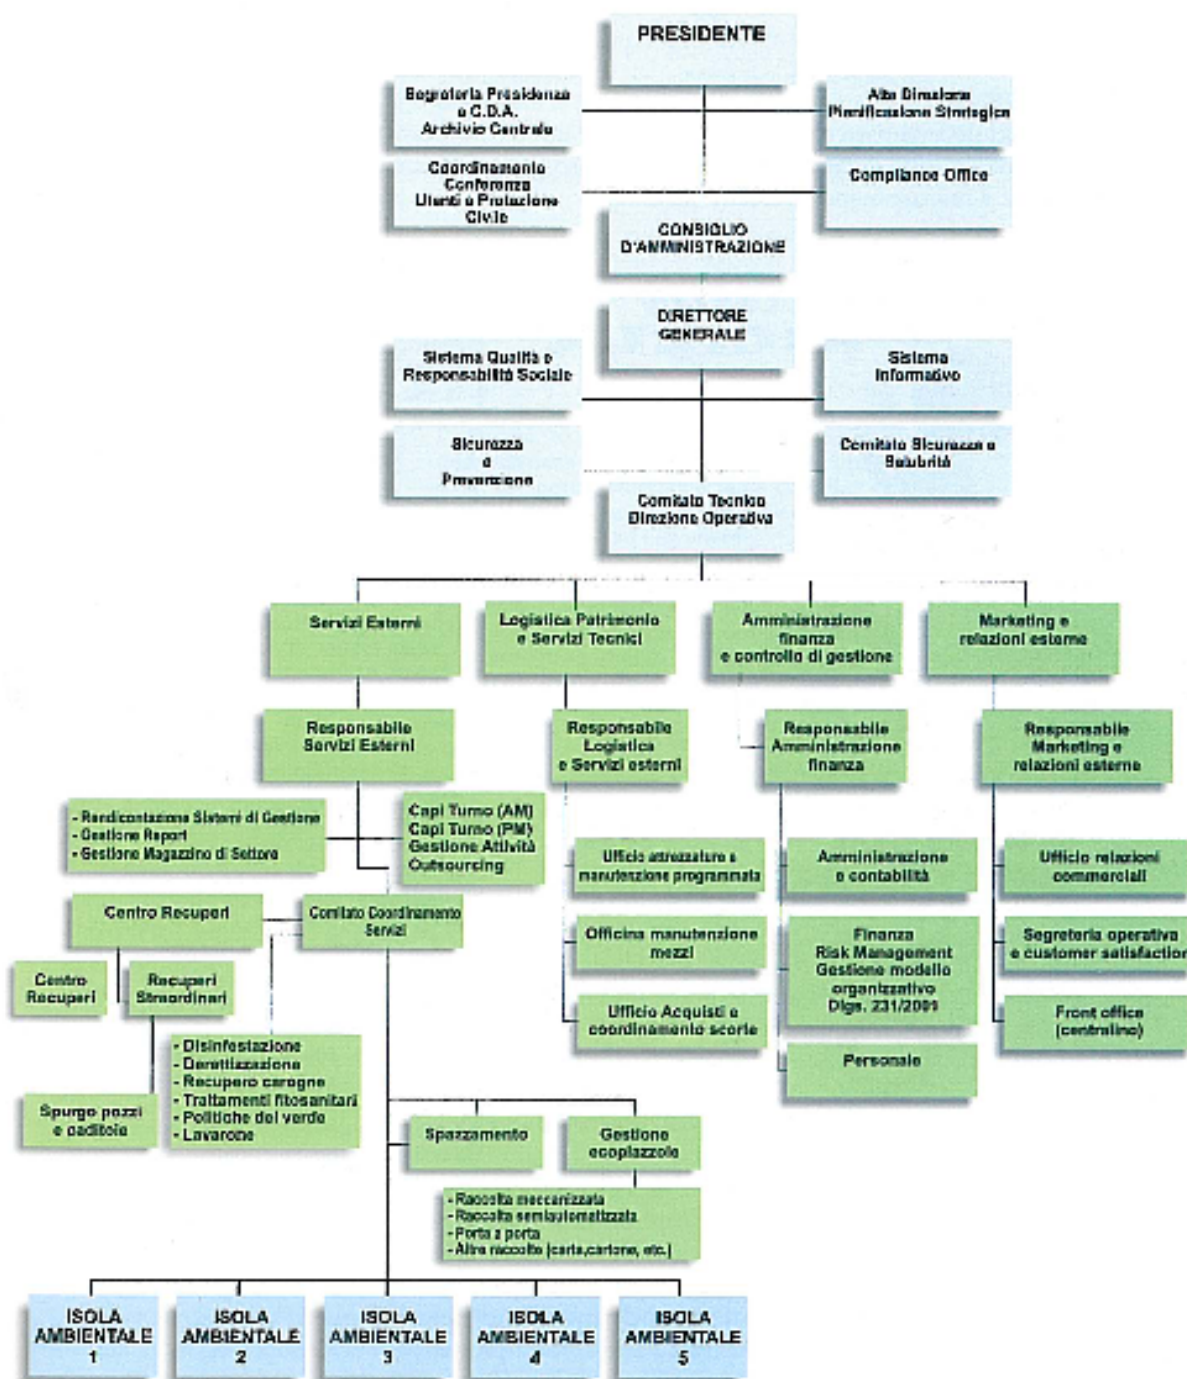 PRESIDENTE
Segreteria Presidenza
e C.D.A.
Archivio Centrale
Alta Direzione
Pianificazione Strategica
Coordinamento
Conferenza
Utenti e Protezione
Civile
Compliance Office
CONSIGLIO
D'AMMINISTRAZIONE
DIRETTORE
GENERALE
Sistema Qualità e
Responsabilità Sociale
Sistema
Informativo
Sicurezza
e
Prevenzione
Comitato Sicurezza e
Salubrità
Comitato Tecnico
Direzione Operativa
Servizi Esterni
Logistica Patrimonio
e Servizi Tecnici
Amministrazione
finanza
e controllo di gestione
Marketing e
relazioni esterne
Responsabile
Servizi Esterni
Responsabile
Logistica
e Servizi esterni
Responsabile
Amministrazione
finanza
Responsabile
Marketing e
relazioni esterne
- Rendicontazione Sistemi di Gestione
- Gestione Report
- Gestione Magazzino di Settore
Capi Turno (AM)
Capi Turno (PM)
Gestione Attività
Outsourcing
Ufficio attrezzature e
manutenzione programmata
Amministrazione
e contabilità
Ufficio relazioni
commerciali
Centro Recuperi
Comitato Coordinamento
Servizi
Officina manutenzione
mezzi
Finanza
Risk Management
Gestione modello
organizzativo
Dlgs. 231/2001
Segreteria operativa
e customer satisfaction
Centro
Recuperi
Recuperi
Straordinari
Ufficio Acquisti e
coordinamento scorte
Front office
(centralino)
- Disinfestazione
- Derattizzazione
- Recupero carogne
- Trattamenti fitosanitari
- Politiche del verde
- Lavarone
Personale
Spurgo pozzi
e caditoie
Spazzamento
Gestione
ecopiazzole
- Raccolta meccanizzata
- Raccolta semiautomatizzata
- Porta a porta
- Altre raccolte (carta,cartone, etc.)
ISOLA
AMBIENTALE
1
ISOLA
AMBIENTALE
2
ISOLA
AMBIENTALE
3
ISOLA
AMBIENTALE
4
ISOLA
AMBIENTALE
5